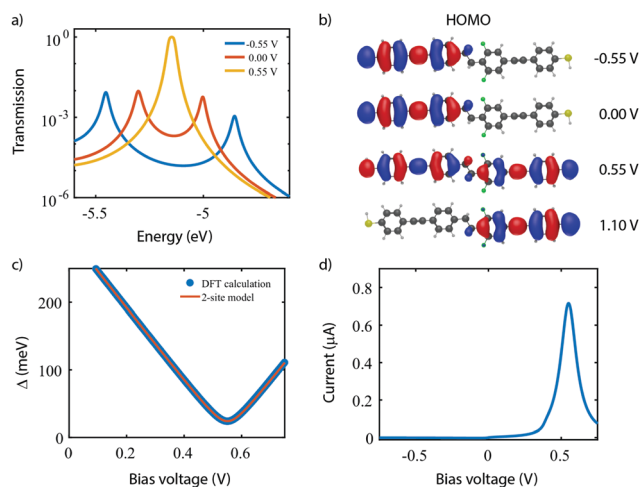 a)
Transmission
10⁰
10⁻³
10⁻⁶
-0.55 V
0.00 V
0.55 V
-5.5
-5
Energy (eV)
b)
HOMO
-0.55 V
0.00 V
0.55 V
1.10 V
c)
Δ (meV)
200
100
0
DFT calculation
2-site model
0
0.2
0.4
0.6
Bias voltage (V)
d)
Current (μA)
0.8
0.6
0.4
0.2
0
-0.5
0
0.5
Bias voltage (V)